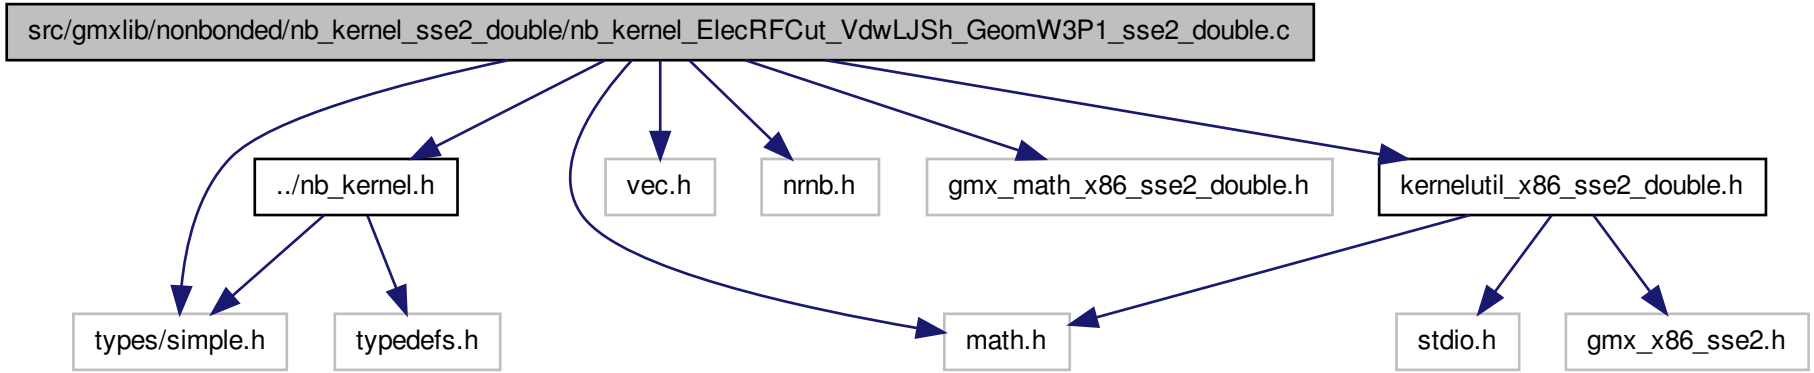 src/gmxlib/nonbonded/nb_kernel_sse2_double/nb_kernel_ElecRFCut_VdwLJSh_GeomW3P1_sse2_double.c
../nb_kernel.h
vec.h
nrnb.h
gmx_math_x86_sse2_double.h
kernelutil_x86_sse2_double.h
types/simple.h
typedefs.h
math.h
stdio.h
gmx_x86_sse2.h